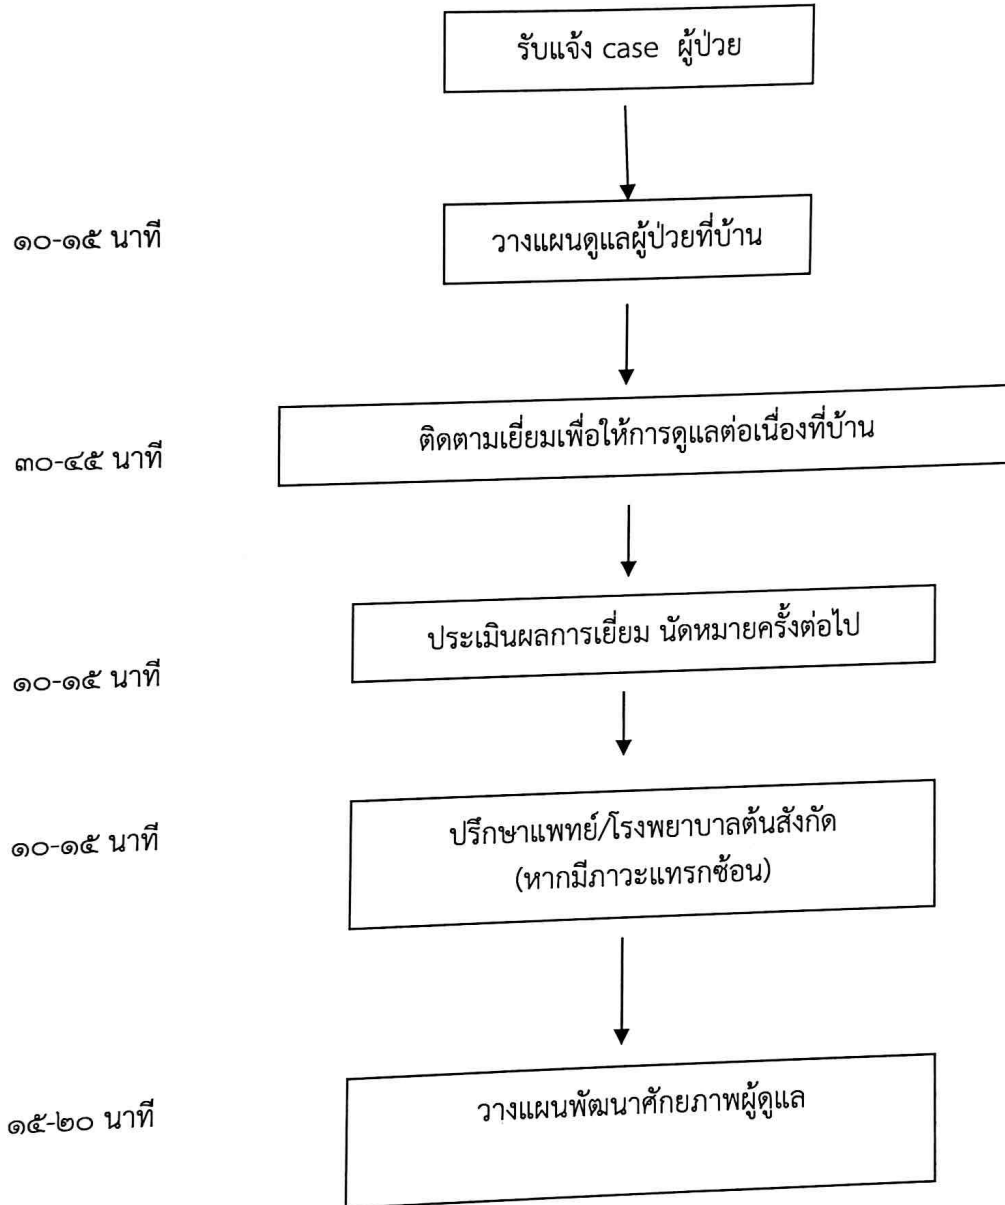 รับแจ้ง case ผู้ป่วย
๑๐-๑๕ นาที
วางแผนดูแลผู้ป่วยที่บ้าน
๓๐-๔๕ นาที
ติดตามเยี่ยมเพื่อให้การดูแลต่อเนื่องที่บ้าน
๑๐-๑๕ นาที
ประเมินผลการเยี่ยม นัดหมายครั้งต่อไป
๑๐-๑๕ นาที
ปรึกษาแพทย์/โรงพยาบาลต้นสังกัด
(หากมีภาวะแทรกซ้อน)
๑๕-๒๐ นาที
วางแผนพัฒนาศักยภาพผู้ดูแล